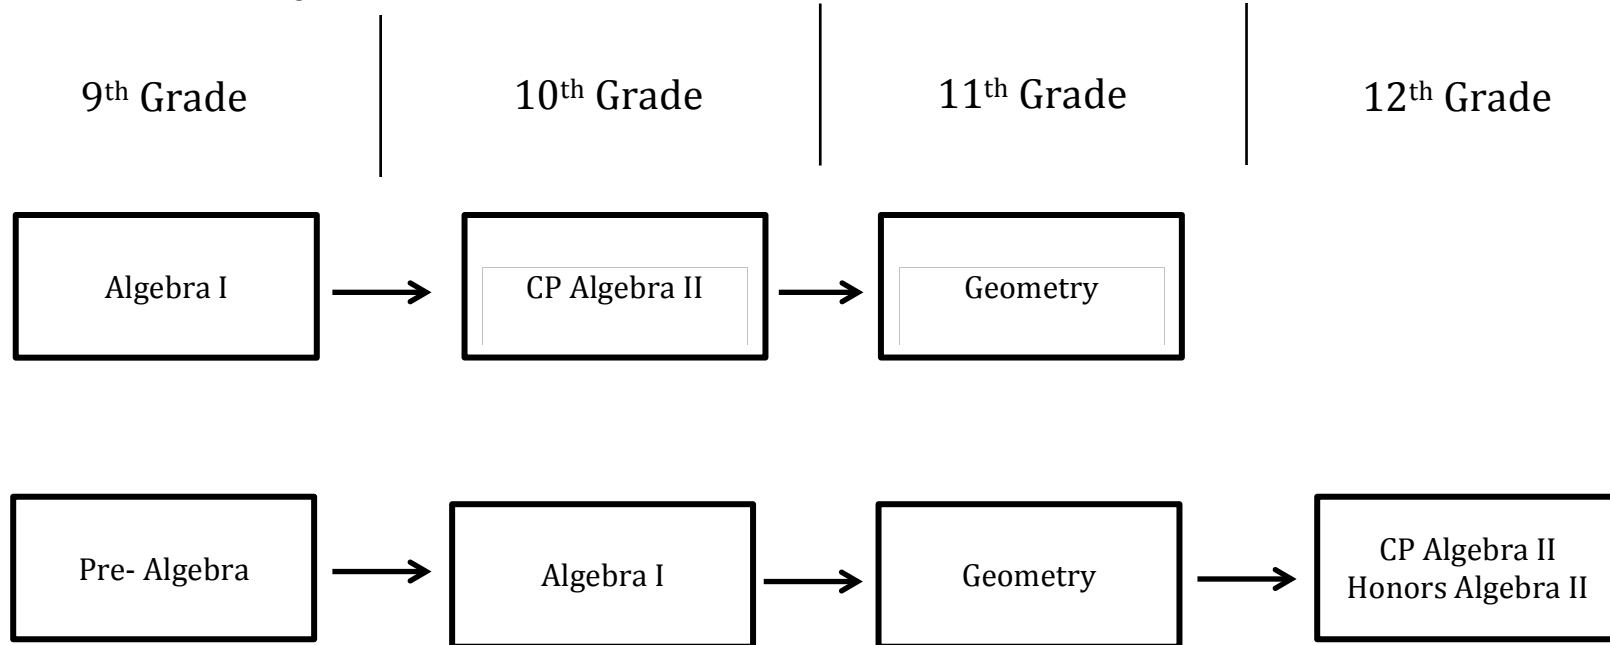 9th Grade
10th Grade
11th Grade
12th Grade
Algebra I
CP Algebra II
Geometry
Pre- Algebra
Algebra I
Geometry
CP Algebra II
Honors Algebra II